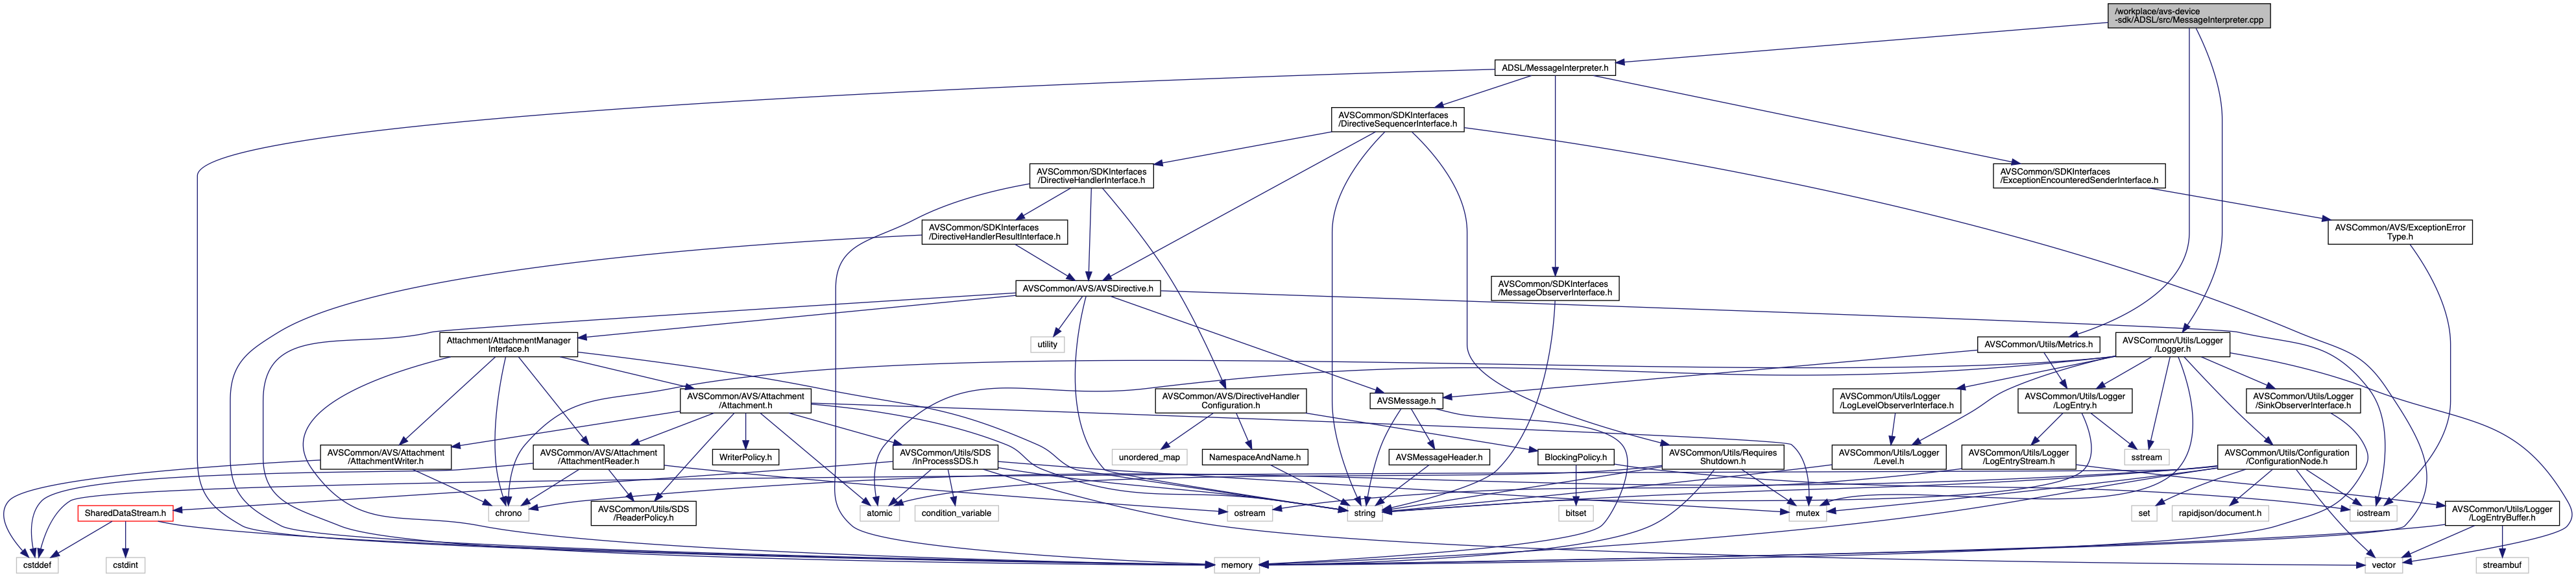 /workplace/avs-device
-sdk/ADSL/src/MessageInterpreter.cpp
ADSL/MessageInterpreter.h
AVSCommon/SDKInterfaces
/DirectiveSequencerInterface.h
AVSCommon/SDKInterfaces
/DirectiveHandlerInterface.h
AVSCommon/SDKInterfaces
/ExceptionEncounteredSenderInterface.h
AVSCommon/SDKInterfaces
/DirectiveHandlerResultInterface.h
AVSCommon/AVS/ExceptionError
Type.h
AVSCommon/AVS/AVSDirective.h
AVSCommon/SDKInterfaces
/MessageObserverInterface.h
Attachment/AttachmentManager
Interface.h
utility
AVSCommon/Utils/Metrics.h
AVSCommon/Utils/Logger
/Logger.h
AVSCommon/AVS/Attachment
/Attachment.h
AVSCommon/AVS/DirectiveHandler
Configuration.h
AVSMessage.h
AVSCommon/Utils/Logger
/LogLevelObserverInterface.h
AVSCommon/Utils/Logger
/LogEntry.h
AVSCommon/Utils/Logger
/SinkObserverInterface.h
AVSCommon/AVS/Attachment
/AttachmentWriter.h
AVSCommon/AVS/Attachment
/AttachmentReader.h
WriterPolicy.h
AVSCommon/Utils/SDS
/InProcessSDS.h
unordered_map
NamespaceAndName.h
AVSMessageHeader.h
BlockingPolicy.h
AVSCommon/Utils/Requires
Shutdown.h
AVSCommon/Utils/Logger
/Level.h
AVSCommon/Utils/Logger
/LogEntryStream.h
sstream
AVSCommon/Utils/Configuration
/ConfigurationNode.h
SharedDataStream.h
chrono
AVSCommon/Utils/SDS
/ReaderPolicy.h
atomic
condition_variable
ostream
string
bitset
mutex
set
rapidjson/document.h
iostream
AVSCommon/Utils/Logger
/LogEntryBuffer.h
cstddef
cstdint
memory
vector
streambuf